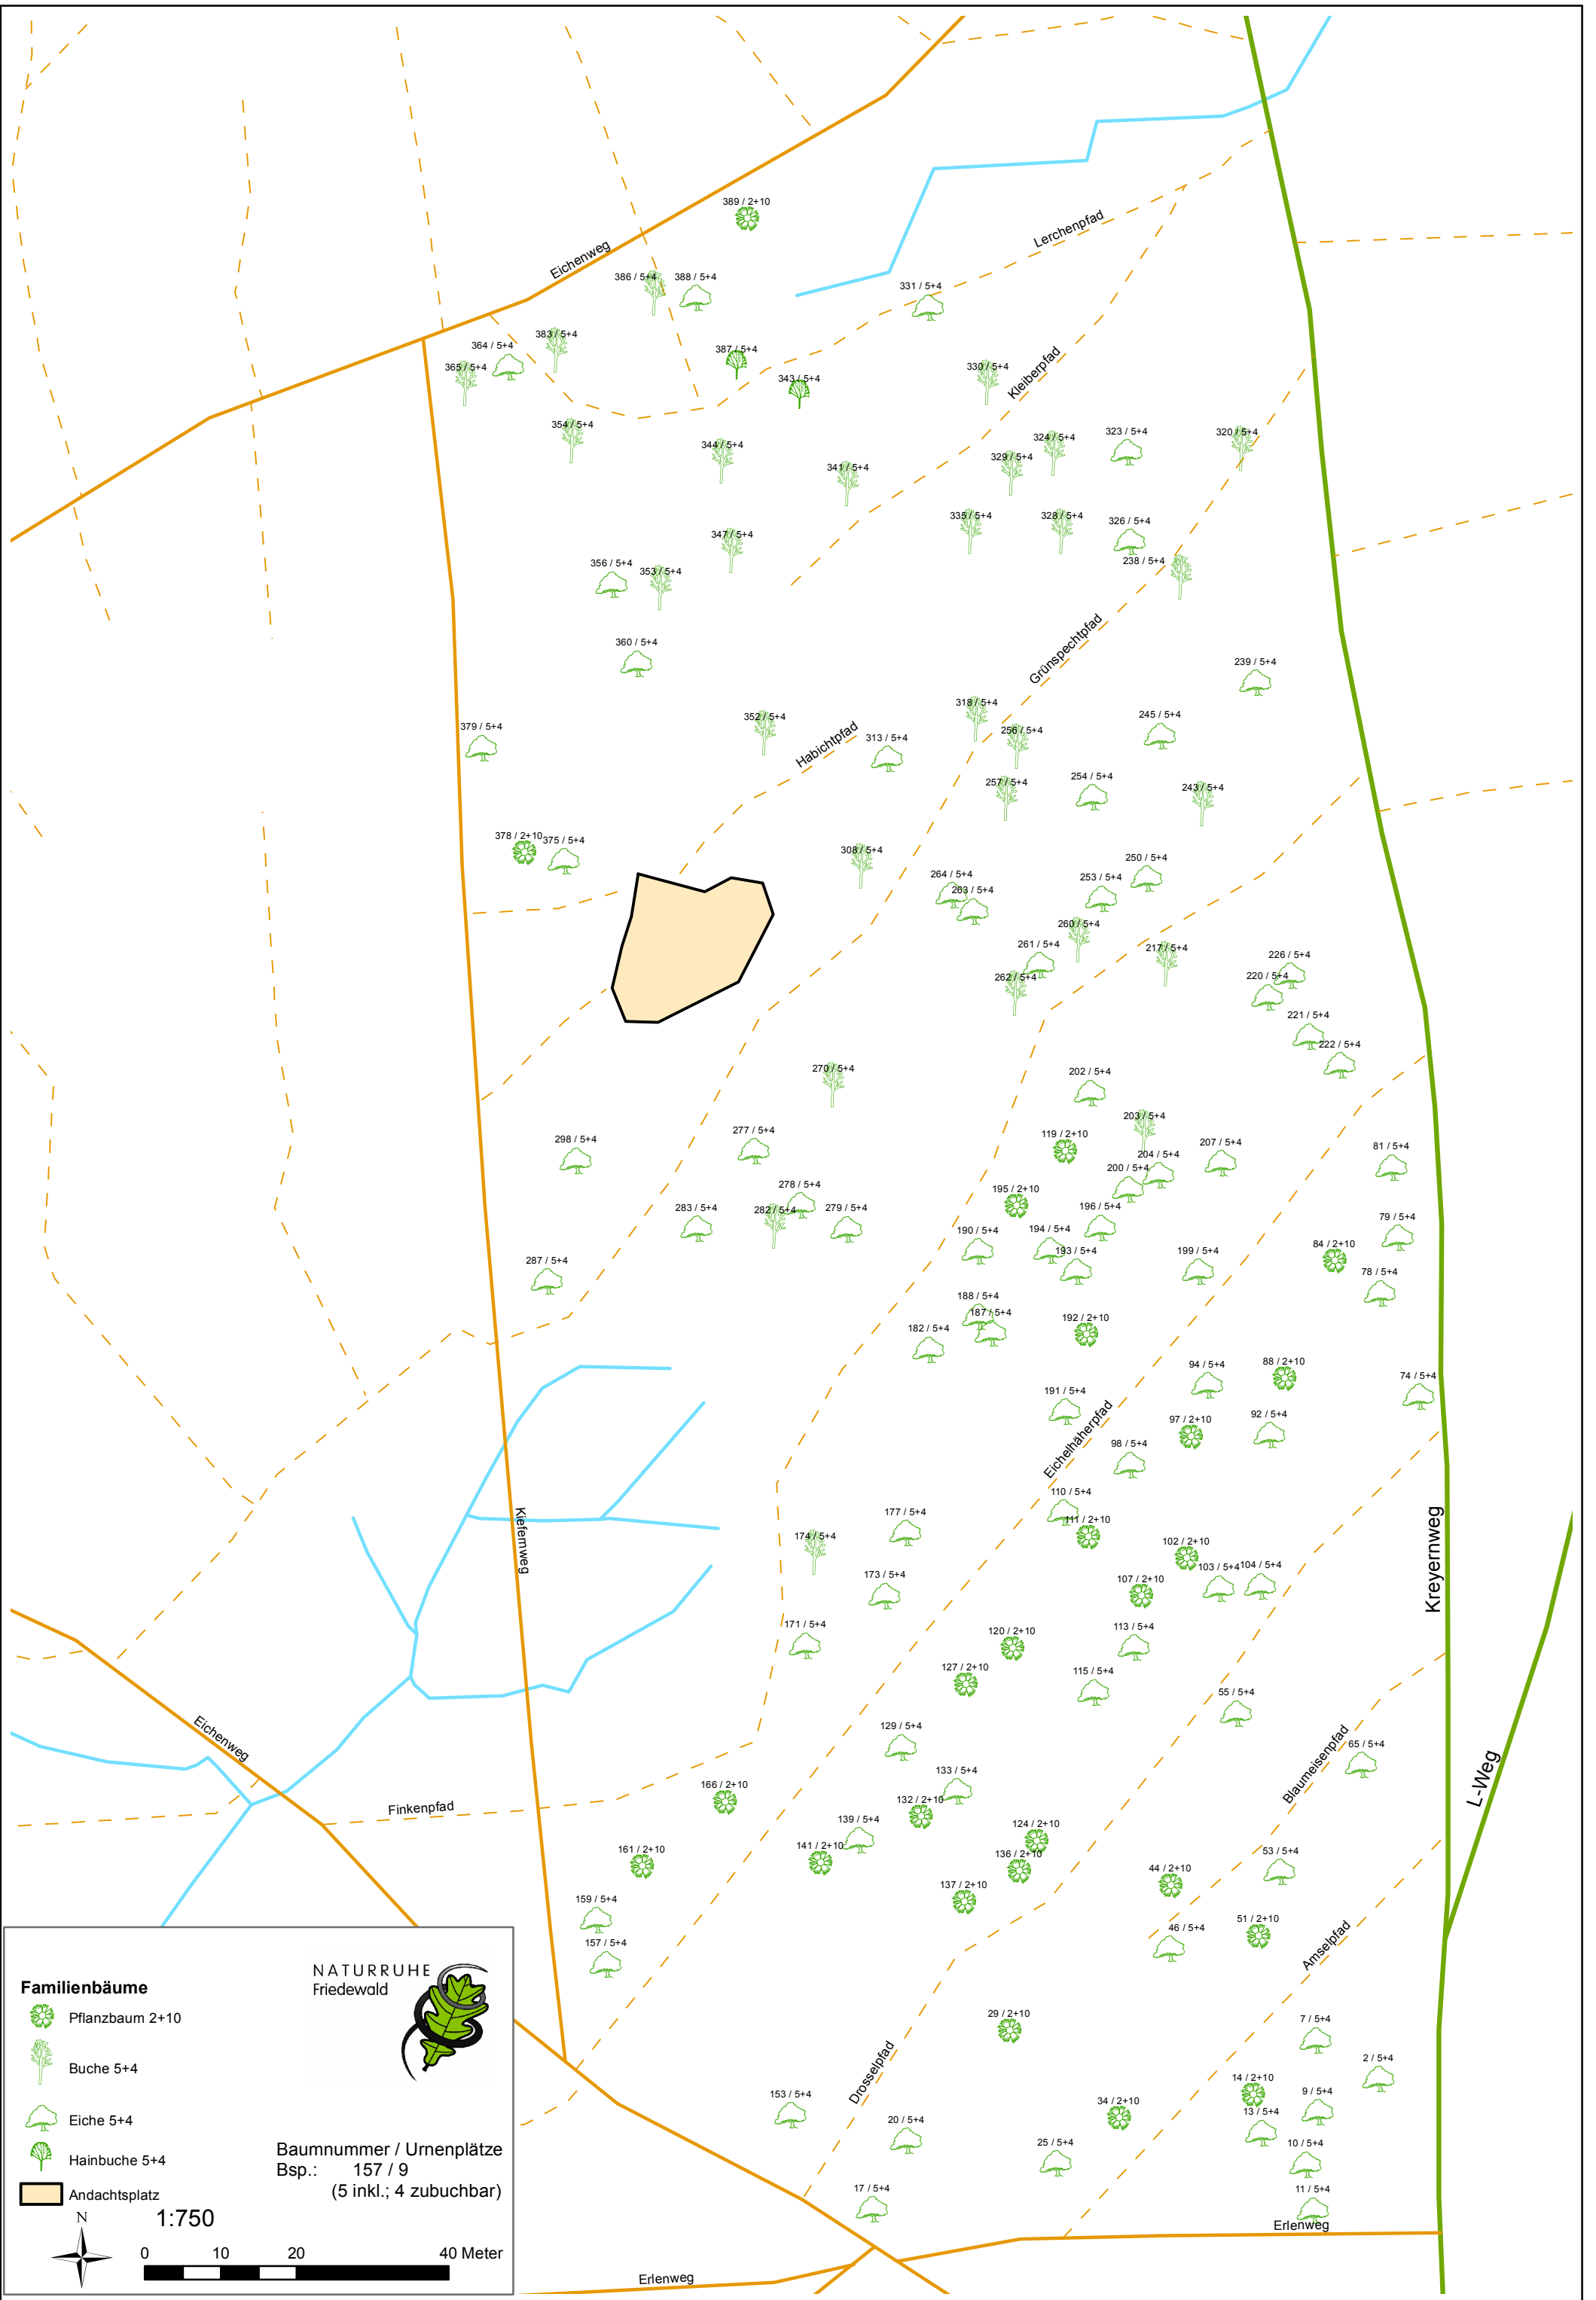 389 / 2+10
Lerchenpfad
Eichenweg
386 / 5+4
388 / 5+4
331 / 5+4
383 / 5+4
364 / 5+4
387 / 5+4
365 / 5+4
343 / 5+4
330 / 5+4
Kleiberpfad
354 / 5+4
344 / 5+4
324 / 5+4
323 / 5+4
320 / 5+4
341 / 5+4
329 / 5+4
335 / 5+4
328 / 5+4
326 / 5+4
347 / 5+4
356 / 5+4
353 / 5+4
238 / 5+4
360 / 5+4
Grünspechtpfad
239 / 5+4
318 / 5+4
352 / 5+4
245 / 5+4
379 / 5+4
Habichtpfad
313 / 5+4
256 / 5+4
257 / 5+4
254 / 5+4
243 / 5+4
378 / 2+10
375 / 5+4
308 / 5+4
250 / 5+4
264 / 5+4
253 / 5+4
263 / 5+4
260 / 5+4
261 / 5+4
217 / 5+4
226 / 5+4
262 / 5+4
220 / 5+4
221 / 5+4
222 / 5+4
270 / 5+4
202 / 5+4
203 / 5+4
298 / 5+4
277 / 5+4
119 / 2+10
207 / 5+4
81 / 5+4
204 / 5+4
200 / 5+4
278 / 5+4
195 / 2+10
283 / 5+4
282 / 5+4
279 / 5+4
196 / 5+4
79 / 5+4
190 / 5+4
194 / 5+4
84 / 2+10
193 / 5+4
199 / 5+4
287 / 5+4
78 / 5+4
188 / 5+4
187 / 5+4
182 / 5+4
192 / 2+10
94 / 5+4
88 / 2+10
74 / 5+4
191 / 5+4
97 / 2+10
92 / 5+4
Eichelhäherpfad
98 / 5+4
110 / 5+4
177 / 5+4
111 / 2+10
Kiefernweg
174 / 5+4
Kreyernweg
102 / 2+10
103 / 5+4
104 / 5+4
173 / 5+4
107 / 2+10
171 / 5+4
120 / 2+10
113 / 5+4
127 / 2+10
115 / 5+4
55 / 5+4
Eichenweg
129 / 5+4
Blaumeisenpfad
65 / 5+4
L-Weg
133 / 5+4
166 / 2+10
132 / 2+10
Finkenpfad
139 / 5+4
124 / 2+10
161 / 2+10
141 / 2+10
136 / 2+10
53 / 5+4
44 / 2+10
137 / 2+10
159 / 5+4
51 / 2+10
46 / 5+4
Amselpfad
157 / 5+4
29 / 2+10
7 / 5+4
Drosselpfad
2 / 5+4
14 / 2+10
153 / 5+4
34 / 2+10
9 / 5+4
13 / 5+4
20 / 5+4
25 / 5+4
10 / 5+4
17 / 5+4
11 / 5+4
Erlenweg
Erlenweg
NATURRUHE
Friedewald
Familienbäume
Pflanzbaum 2+10
Buche 5+4
Eiche 5+4
Hainbuche 5+4
Andachtsplatz
Baumnummer / Urnenplätze
Bsp.: 157 / 9
(5 inkl.; 4 zubuchbar)
N
1:750
0 10 20 40 Meter